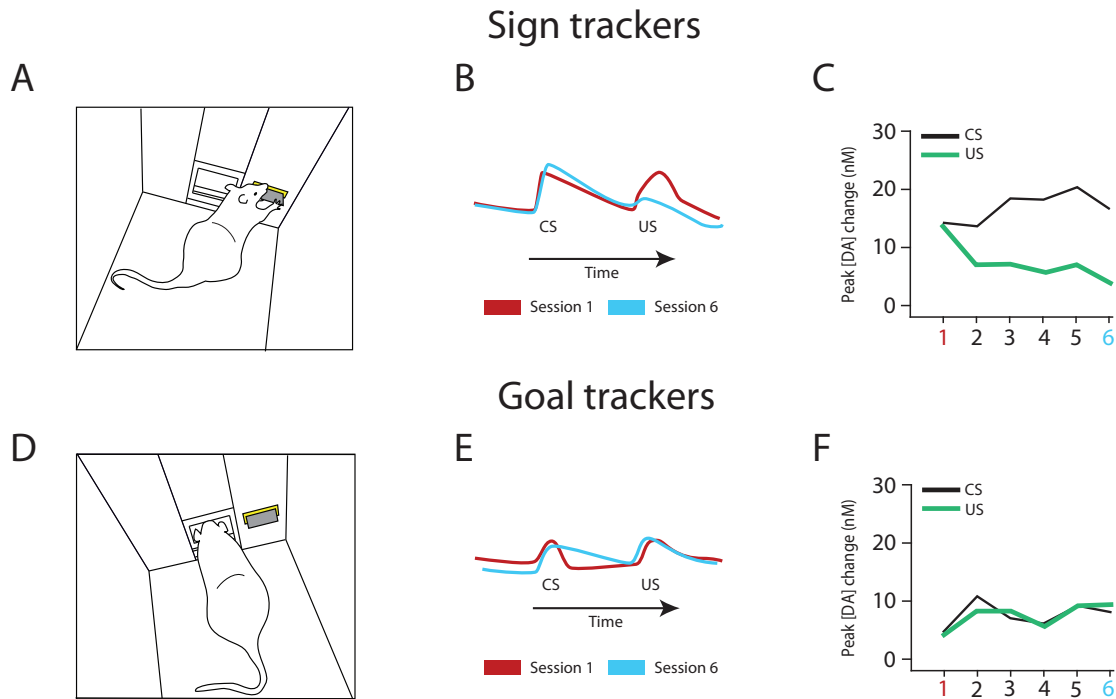 Sign trackers
A
B
CS
US
Time
Session 1
Session 6
C
CS
US
Peak [DA] change (nM)
30
20
10
0
1 2 3 4 5 6
Goal trackers
D
E
CS
US
Time
Session 1
Session 6
F
CS
US
Peak [DA] change (nM)
30
20
10
0
1 2 3 4 5 6